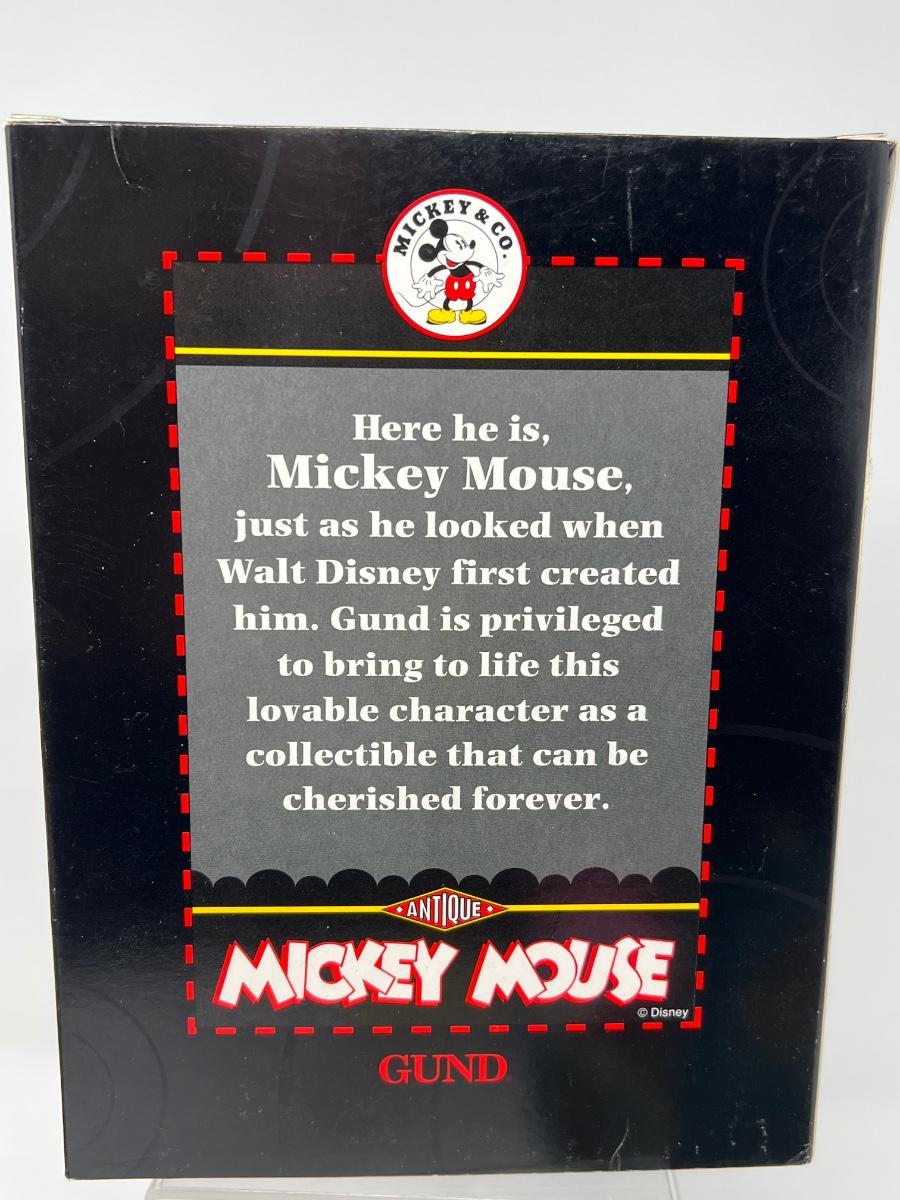 MICKEY & CO.
Here he is,
Mickey Mouse,
just as he looked when
Walt Disney first created
him. Gund is privileged
to bring to life this
lovable character as a
collectible that can be
cherished forever.
ANTIQUE
MICKEY MOUSE
© Disney
GUND